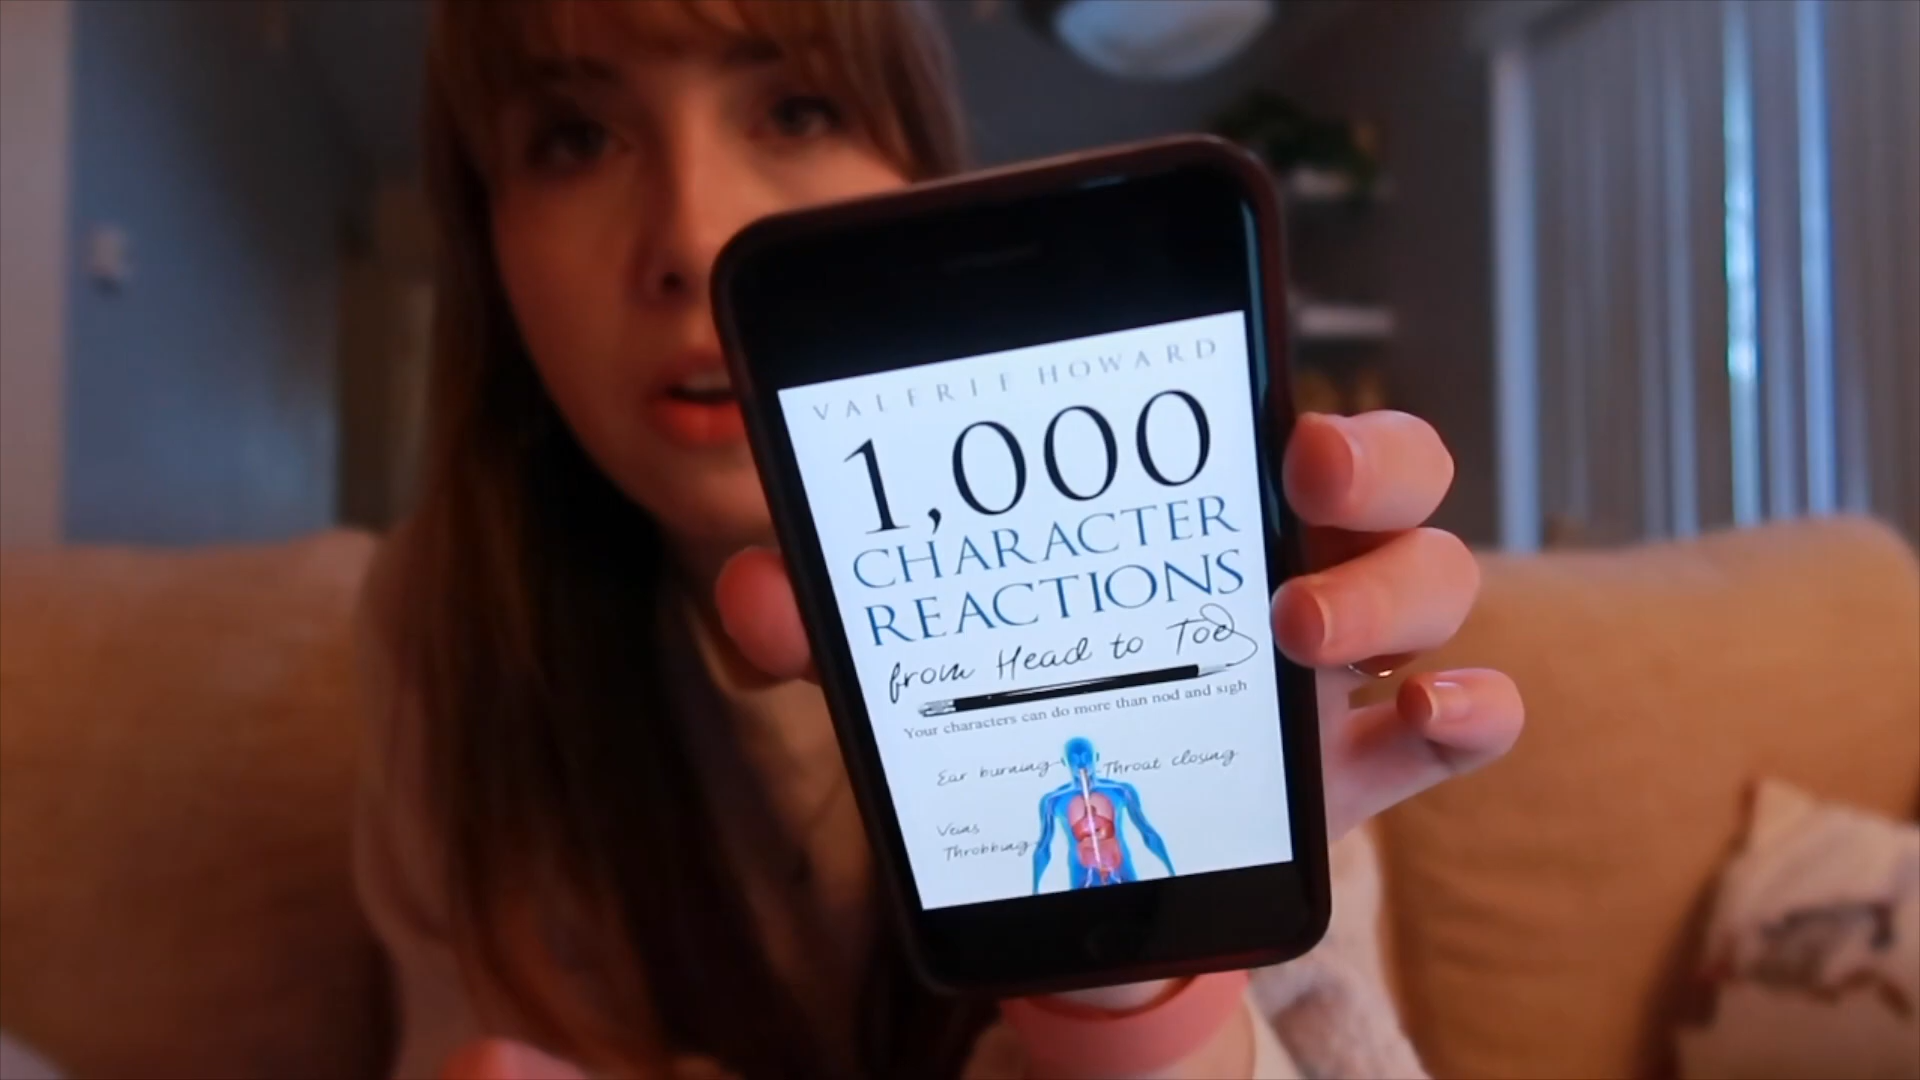 VALERIE HOWARD
1,000
CHARACTER
REACTIONS
from Head to Toe
Your characters can do more than nod and sigh
Ear burning
Throat closing
Veins
Throbbing